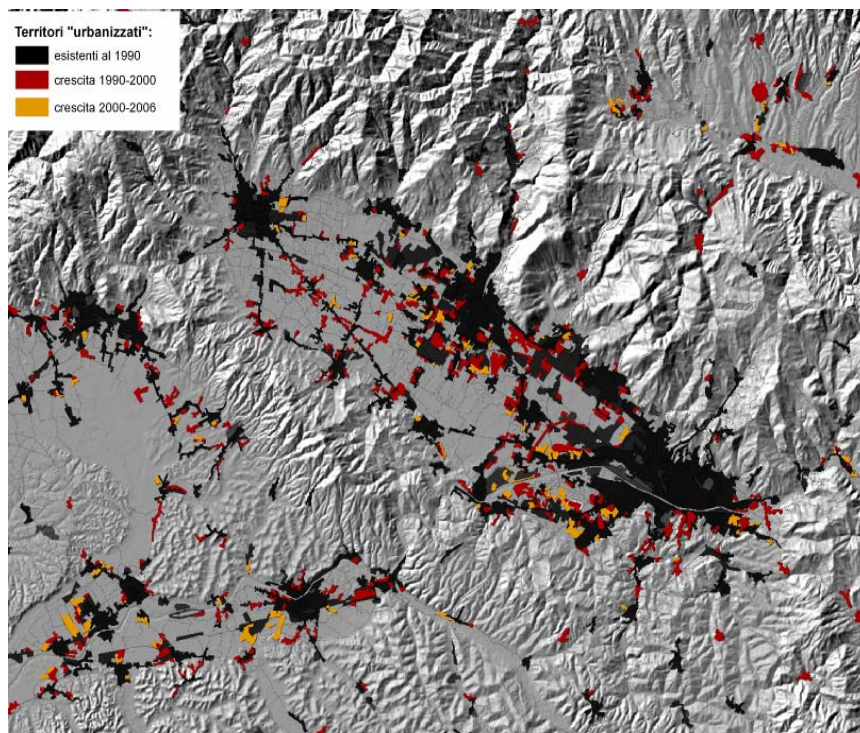 Territori "urbanizzati":
esistenti al 1990
crescita 1990-2000
crescita 2000-2006